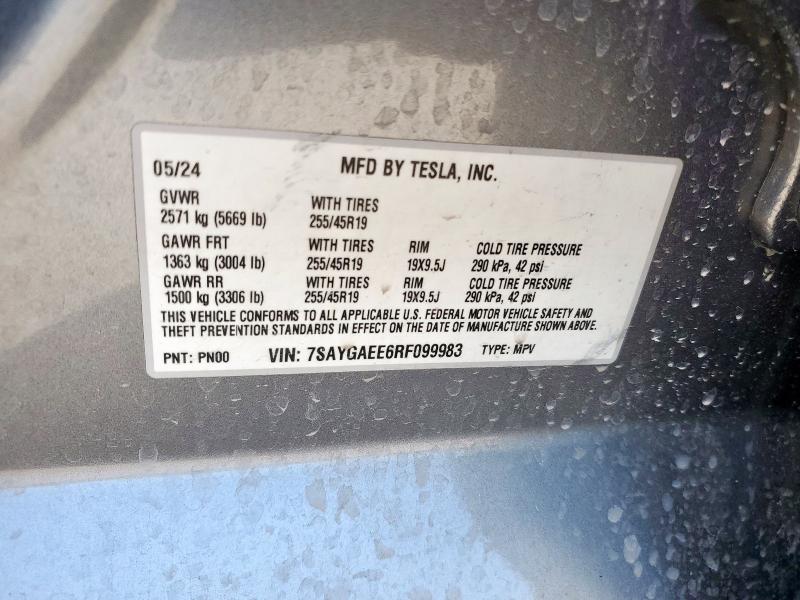 05/24 MFD BY TESLA, INC.
GVWR WITH TIRES
2571 kg (5669 lb) 255/45R19
GAWR FRT WITH TIRES RIM COLD TIRE PRESSURE
1363 kg (3004 lb) 255/45R19 19X9.5J 290 kPa, 42 psi
GAWR RR WITH TIRES RIM COLD TIRE PRESSURE
1500 kg (3306 lb) 255/45R19 19X9.5J 290 kPa, 42 psi
THIS VEHICLE CONFORMS TO ALL APPLICABLE U.S. FEDERAL MOTOR VEHICLE SAFETY AND
THEFT PREVENTION STANDARDS IN EFFECT ON THE DATE OF MANUFACTURE SHOWN ABOVE.
PNT: PN00 VIN: 7SAYGAEE6RF099983 TYPE: MPV